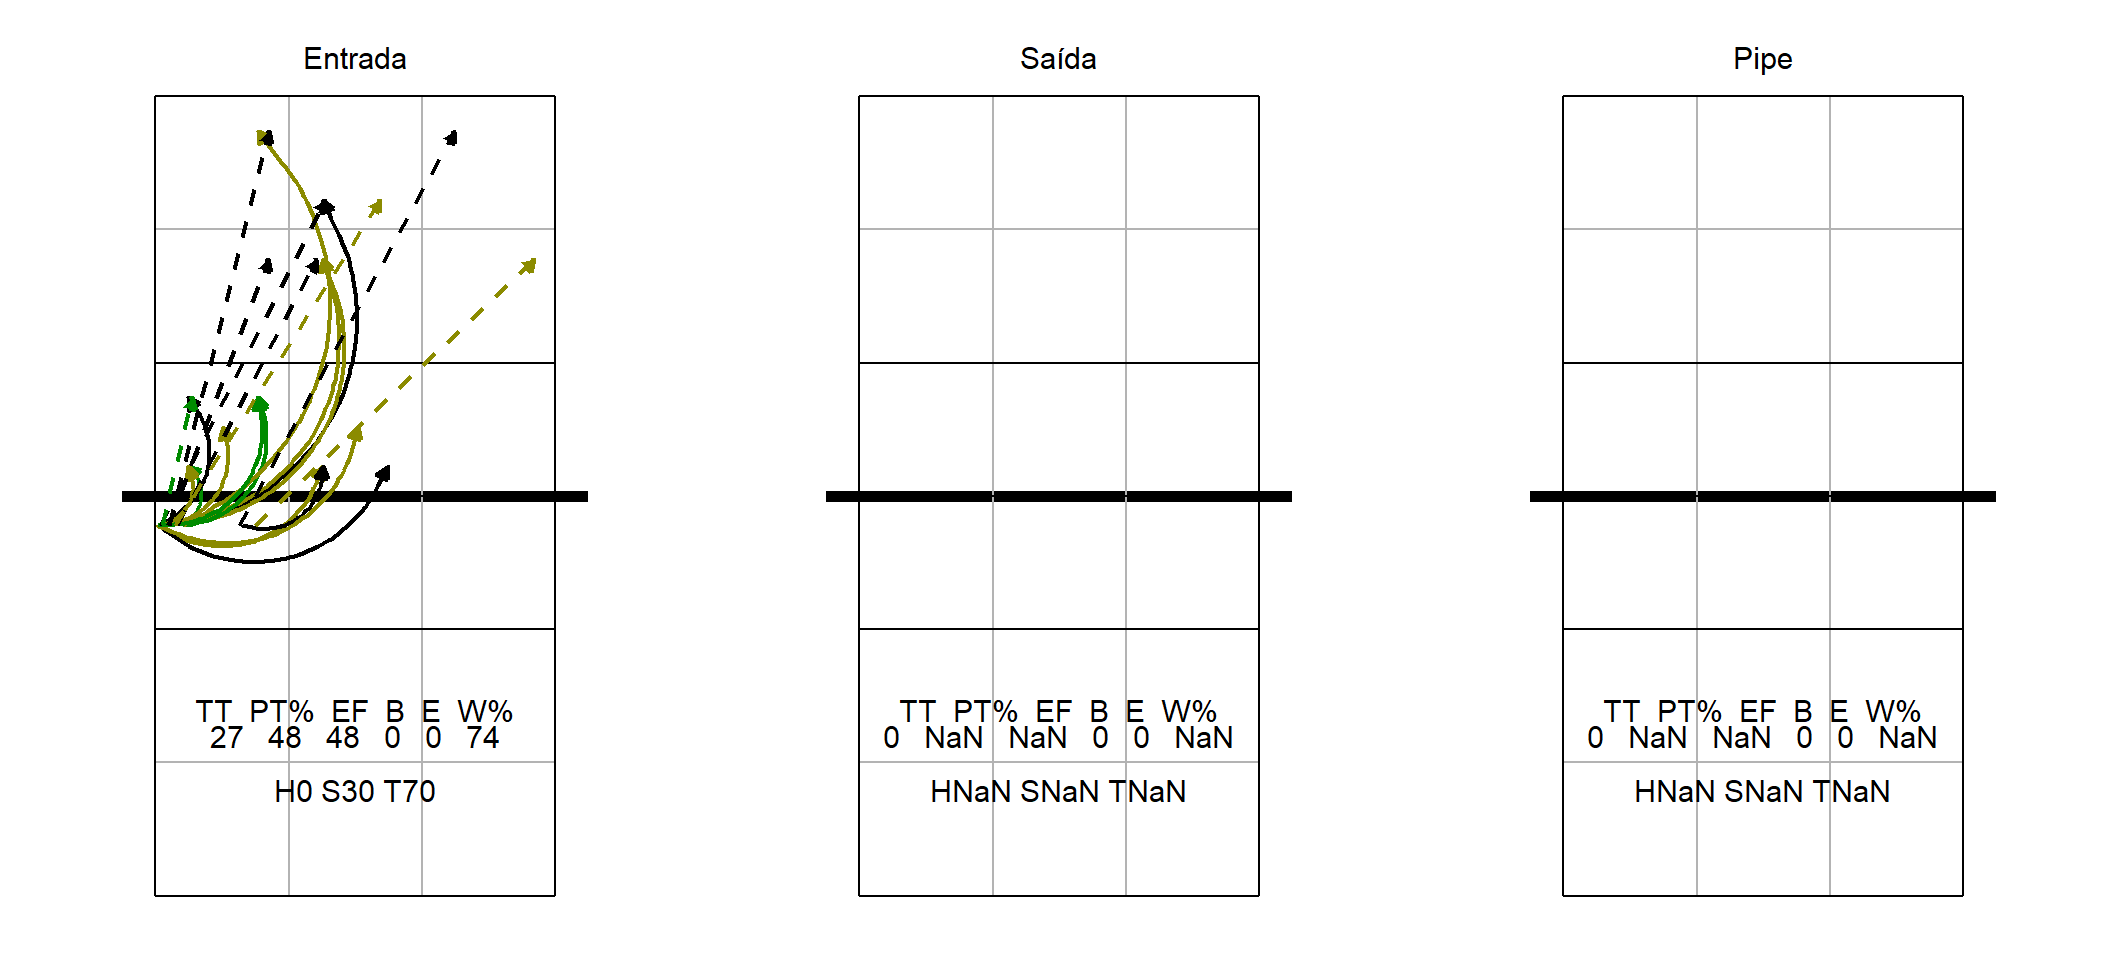 Entrada
Saída
Pipe
TT PT% EF B E W%
27 48 48 0 0 74
H0 S30 T70
TT PT% EF B E W%
0 NaN NaN 0 0 NaN
HNaN SNaN TNaN
TT PT% EF B E W%
0 NaN NaN 0 0 NaN
HNaN SNaN TNaN